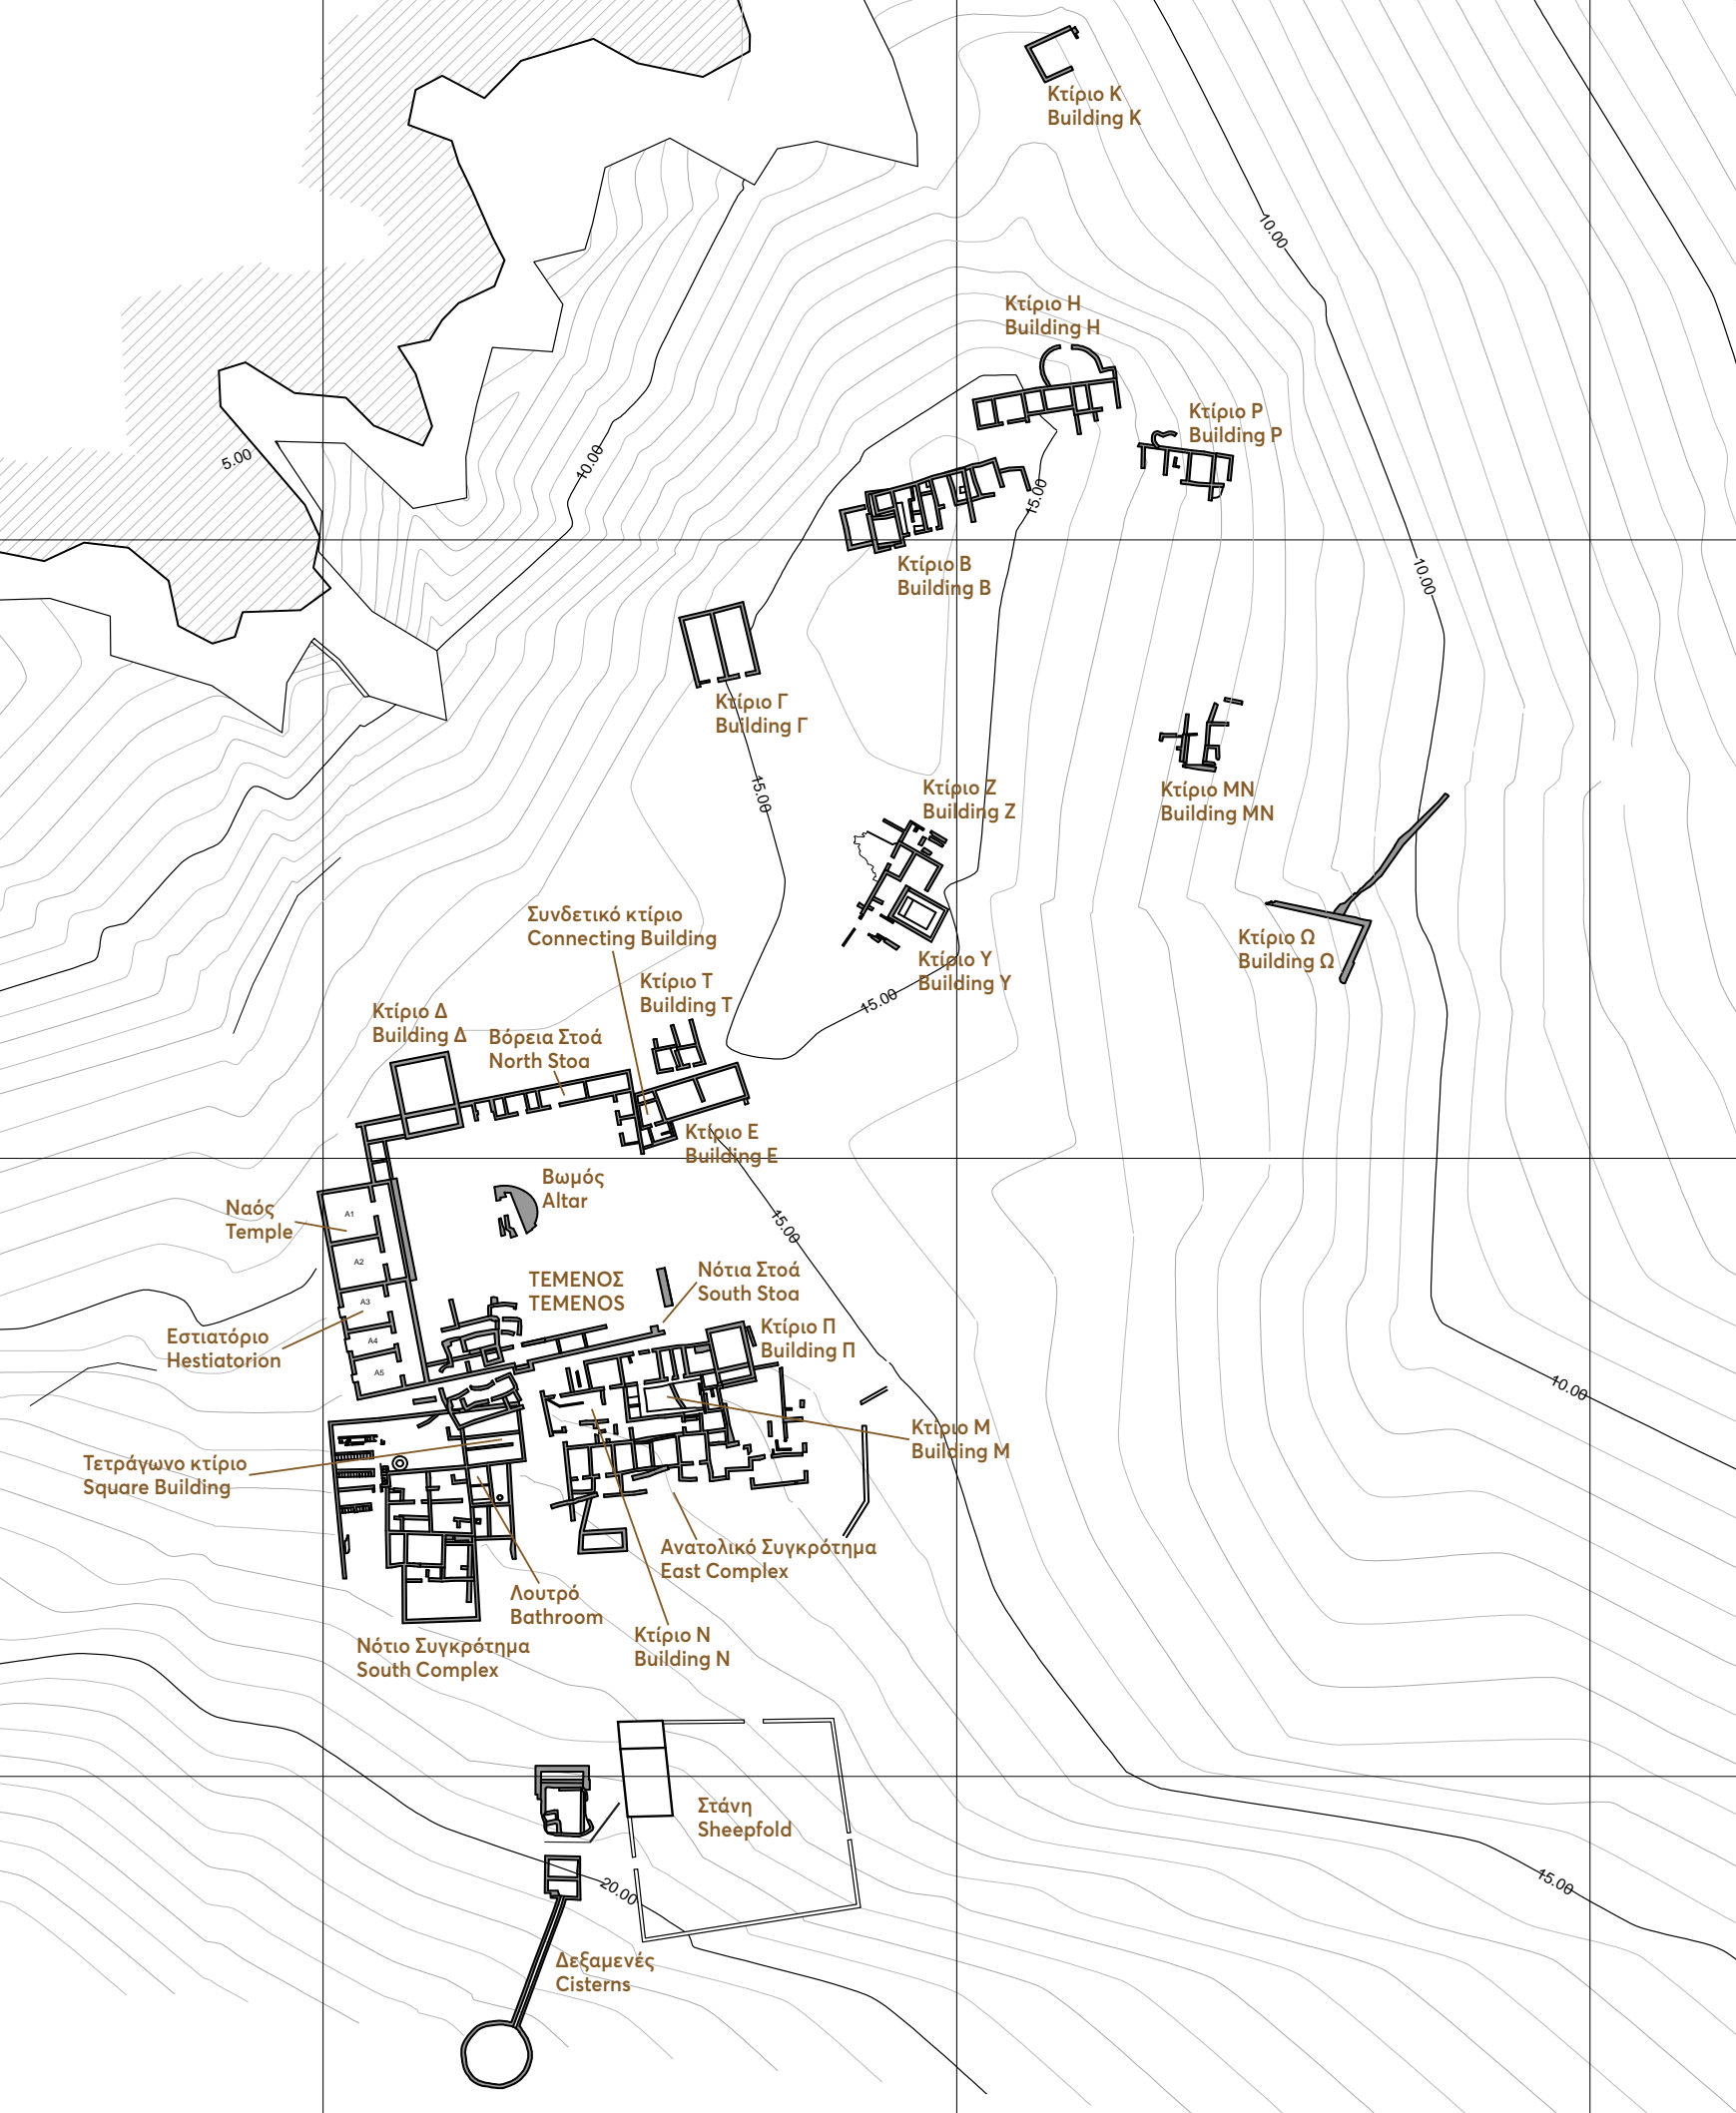 Κτίριο Κ
Building K
10.00
Κτίριο Η
Building H
Κτίριο Ρ
Building P
5.00
10.00
15.00
Κτίριο Β
Building B
10.00
Κτίριο Γ
Building Γ
15.00
Κτίριο Ζ
Building Z
Κτίριο ΜΝ
Building MN
Συνδετικό κτίριο
Connecting Building
Κτίριο Ω
Building Ω
Κτίριο Υ
Building Y
15.00
Κτίριο Τ
Building T
Κτίριο Δ
Building Δ
Βόρεια Στοά
North Stoa
Κτίριο Ε
Building E
Βωμός
Altar
Ναός
Temple
A1
15.00
A2
ΤΕΜΕΝΟΣ
TEMENOS
Νότια Στοά
South Stoa
A3
Εστιατόριο
Hestiatorion
A4
Κτίριο Π
Building Π
A5
10.00
Κτίριο Μ
Building M
Τετράγωνο κτίριο
Square Building
Ανατολικό Συγκρότημα
East Complex
Λουτρό
Bathroom
Κτίριο Ν
Building N
Νότιο Συγκρότημα
South Complex
Στάνη
Sheepfold
20.00
15.00
Δεξαμενές
Cisterns